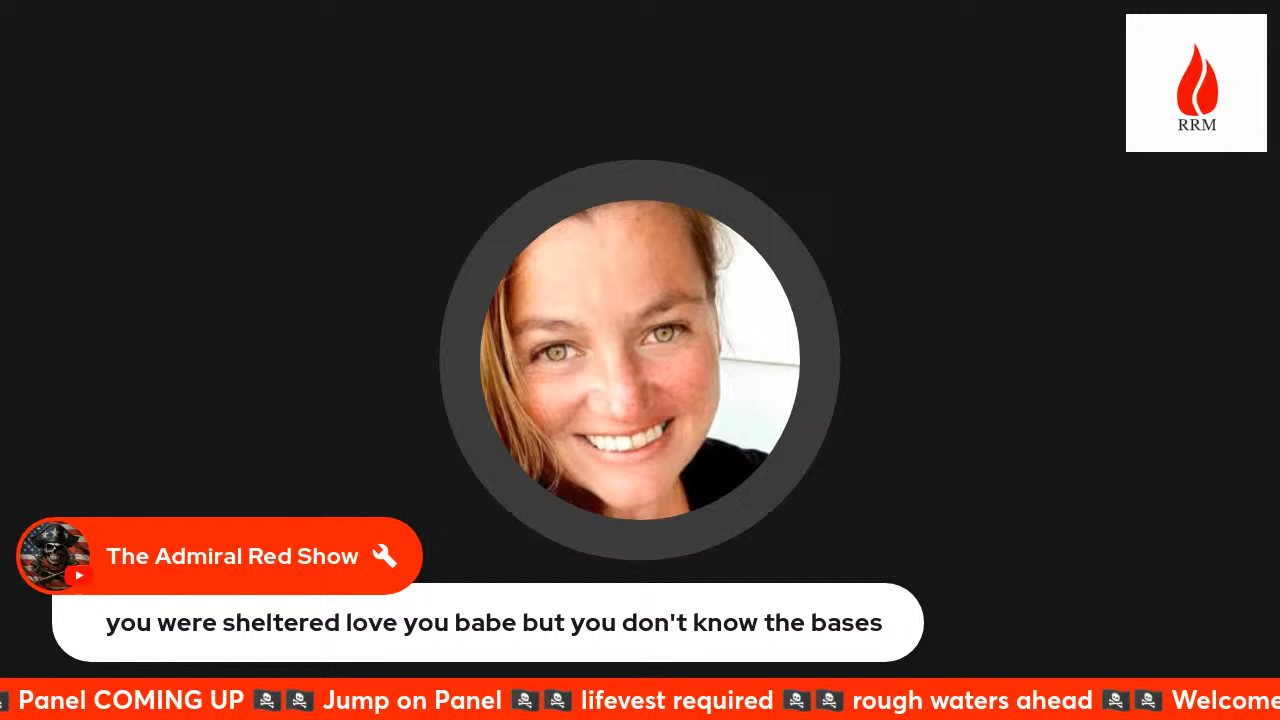 RRM
The Admiral Red Show
you were sheltered love you babe but you don't know the bases
Panel COMING UP 🏴‍☠️🏴‍☠️ Jump on Panel 🏴‍☠️🏴‍☠️ lifevest required 🏴‍☠️🏴‍☠️ rough waters ahead 🏴‍☠️🏴‍☠️ Welcome